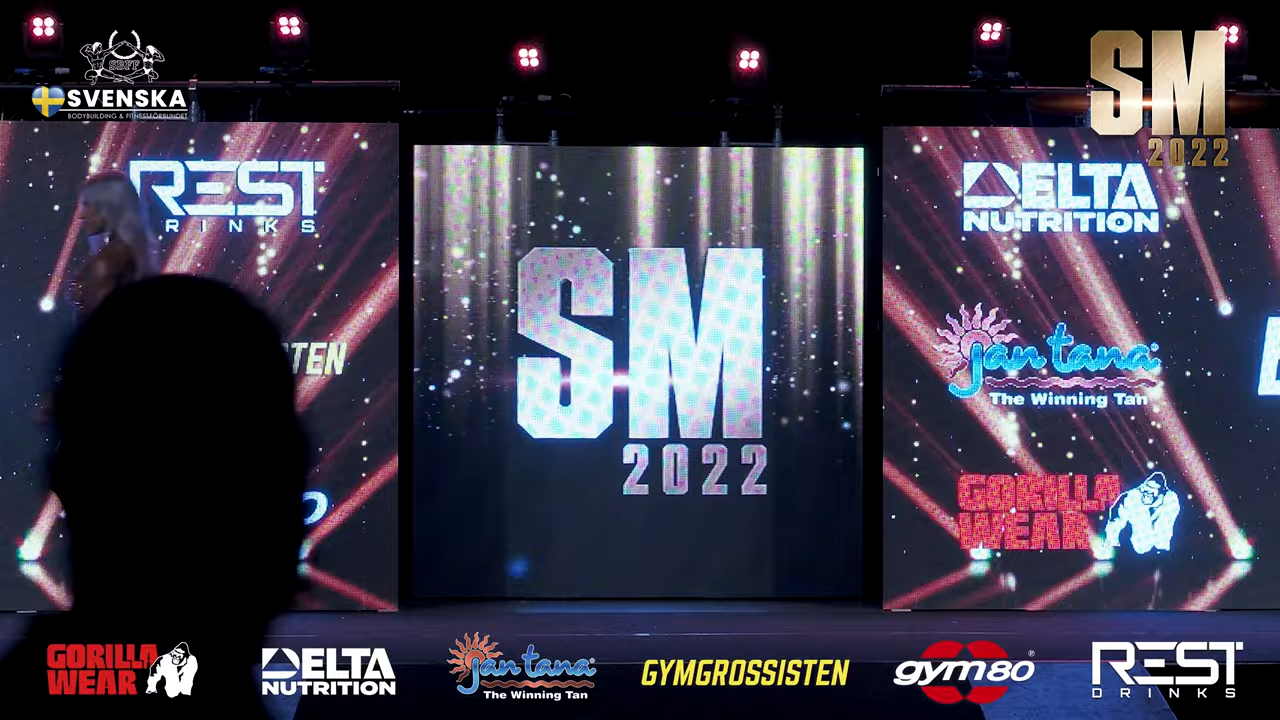 SBFF
SVENSKA
BODYBUILDING & FITNESSFÖRBUNDET
SM
2022
REST
DRINKS
STEN
SM
2022
DELTA
NUTRITION
jan tana
The Winning Tan
GORILLA
WEAR
GORILLA
WEAR
DELTA
NUTRITION
jan tana
The Winning Tan
GYMGROSSISTEN
gym80
REST
DRINKS